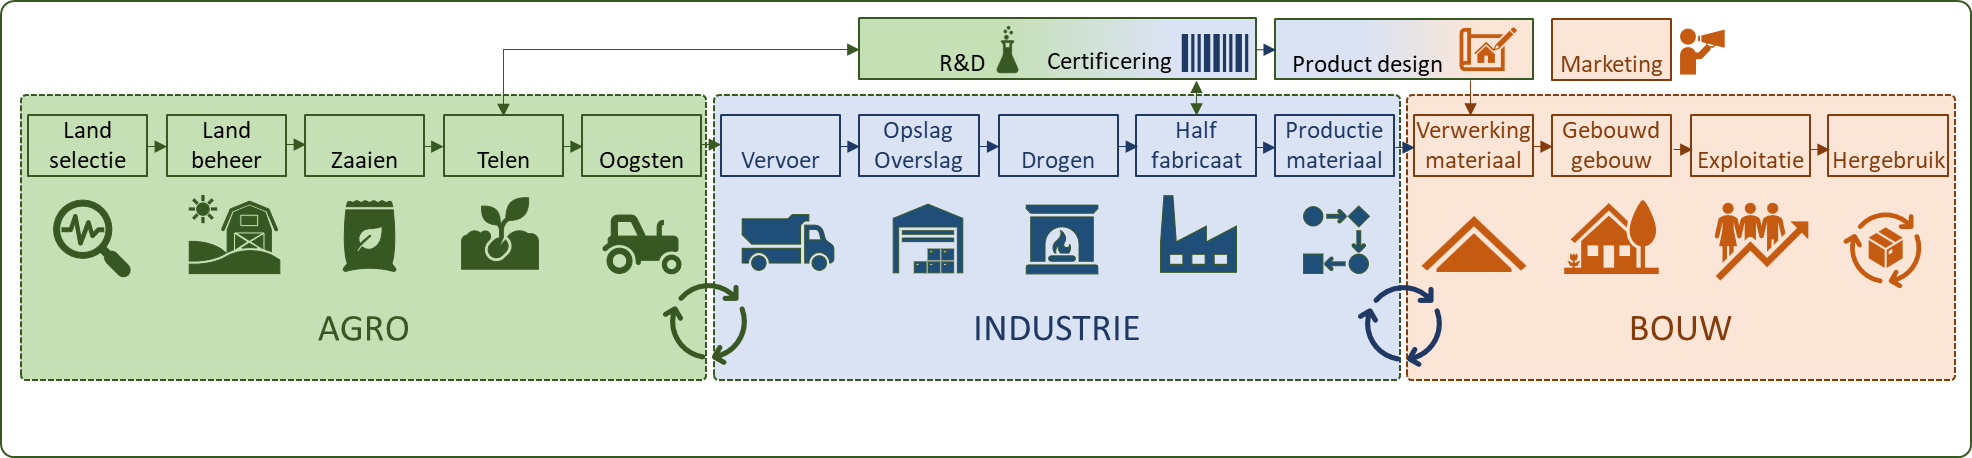 R&D
Certificering
Product design
Marketing
Land
selectie
Land
beheer
Zaaien
Telen
Oogsten
Vervoer
Opslag
Overslag
Drogen
Half
fabricaat
Productie
materiaal
Verwerking
materiaal
Gebouwd
gebouw
Exploitatie
Hergebruik
AGRO
INDUSTRIE
BOUW